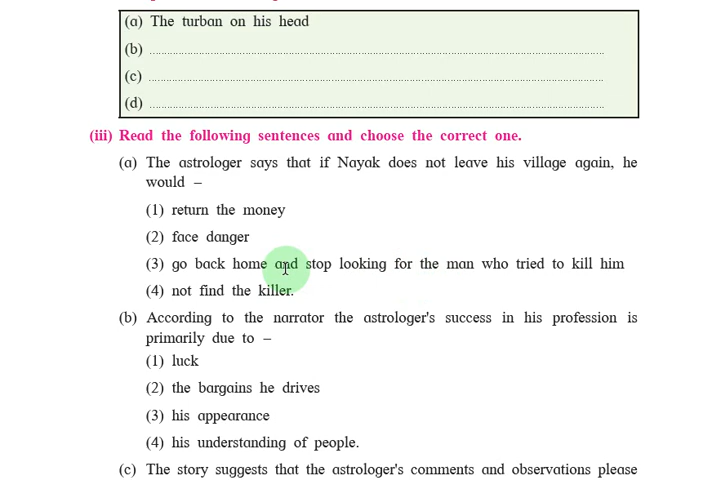 (a) The turban on his head
(b)
(c)
(d)
(iii) Read the following sentences and choose the correct one.
(a) The astrologer says that if Nayak does not leave his village again, he
would –
(1) return the money
(2) face danger
(3) go back home and stop looking for the man who tried to kill him
(4) not find the killer.
(b) According to the narrator the astrologer's success in his profession is
primarily due to –
(1) luck
(2) the bargains he drives
(3) his appearance
(4) his understanding of people.
(c) The story suggests that the astrologer's comments and observations please